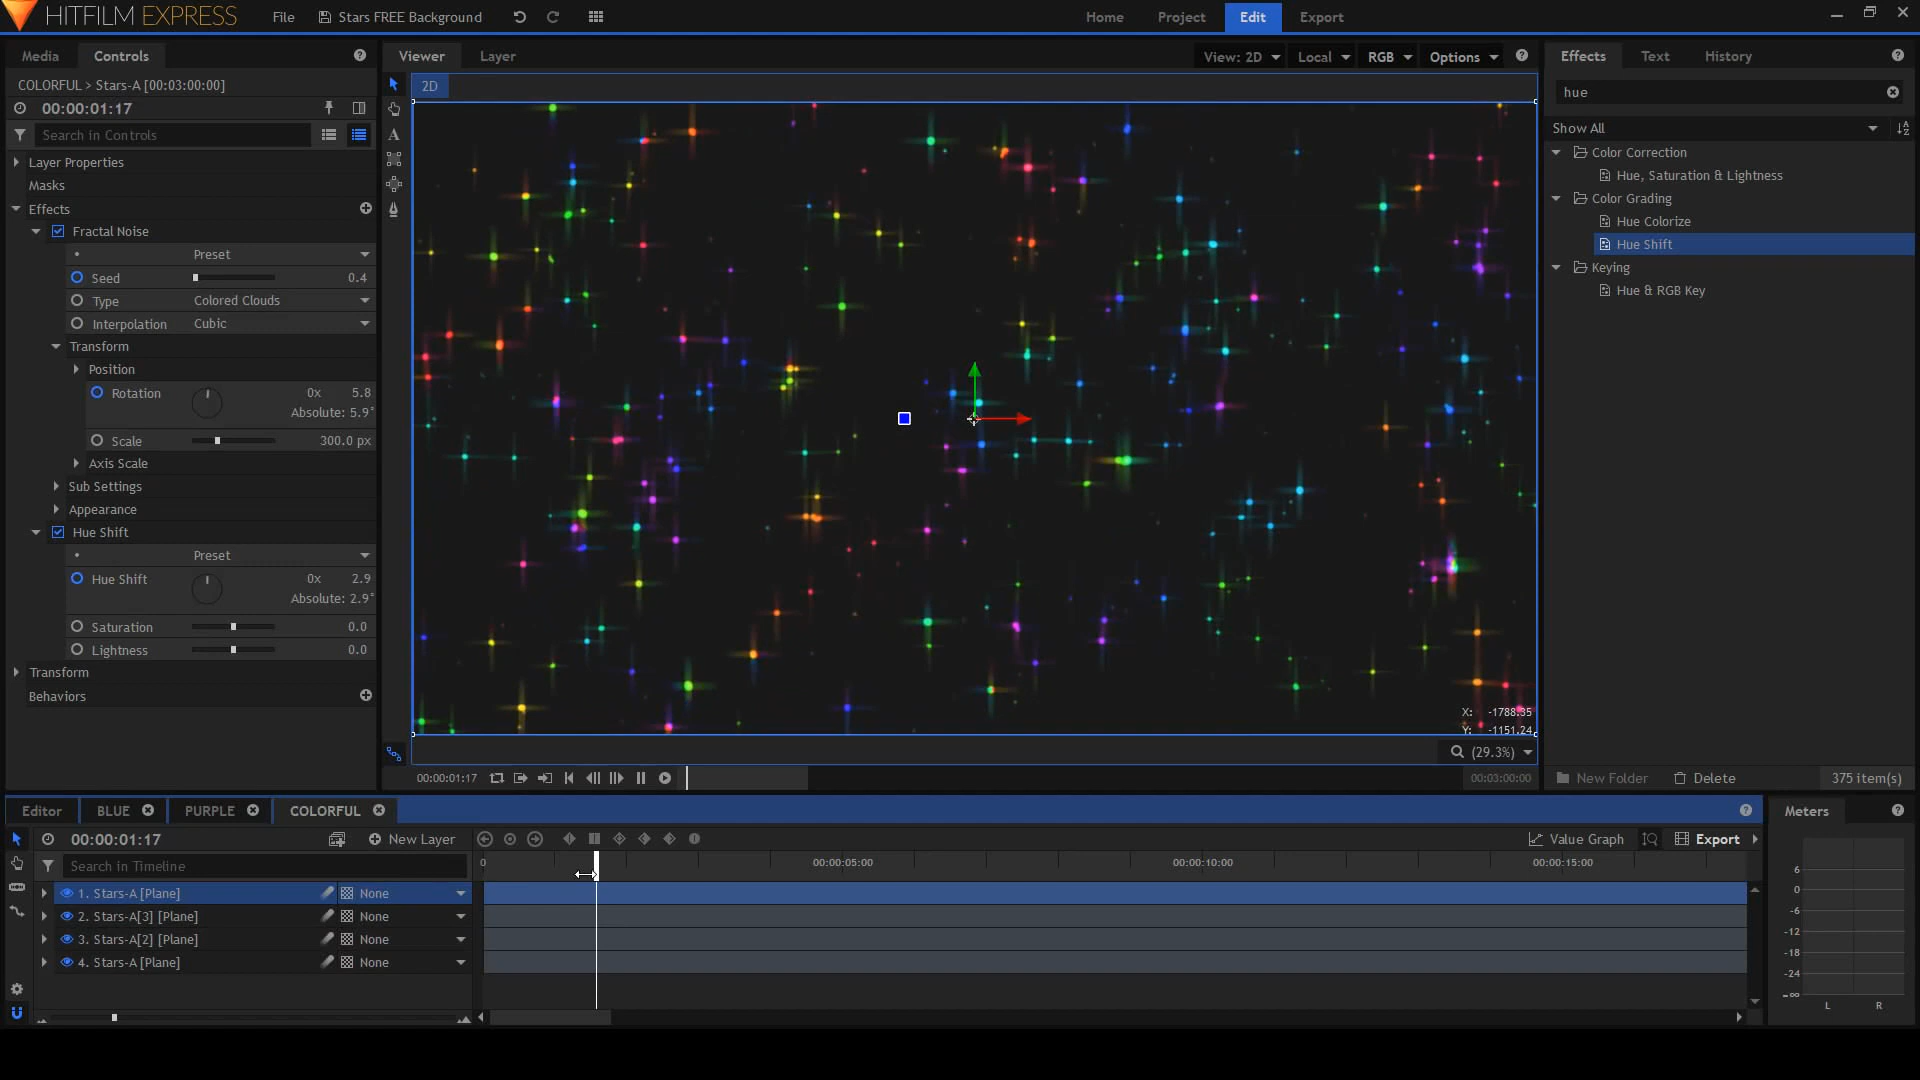 HITFILM EXPRESS
File
Stars FREE Background
Home
Project
Edit
Export
Media
Controls
COLORFUL > Stars-A [00:03:00:00]
00:00:01:17
Search in Controls
Layer Properties
Masks
Effects
Fractal Noise
Preset
Seed 0.4
Type Colored Clouds
Interpolation Cubic
Transform
Position
Rotation 0x 5.8
Absolute: 5.9°
Scale 300.0 px
Axis Scale
Sub Settings
Appearance
Hue Shift
Preset
Hue Shift 0x 2.9
Absolute: 2.9°
Saturation 0.0
Lightness 0.0
Transform
Behaviors
Viewer
Layer
View: 2D
Local
RGB
Options
2D
A
X: -1788.35
Y: -1151.24
(29.3%)
00:00:01:17
00:03:00:00
Effects
Text
History
hue
Show All
Color Correction
Hue, Saturation & Lightness
Color Grading
Hue Colorize
Hue Shift
Keying
Hue & RGB Key
New Folder
Delete
375 item(s)
Editor
BLUE
PURPLE
COLORFUL
00:00:01:17
New Layer
Value Graph
Export
Search in Timeline
0
00:00:05:00
00:00:10:00
00:00:15:00
1. Stars-A [Plane] None
2. Stars-A[3] [Plane] None
3. Stars-A[2] [Plane] None
4. Stars-A [Plane] None
Meters
6
0
-6
-12
-18
-24
-∞
L R